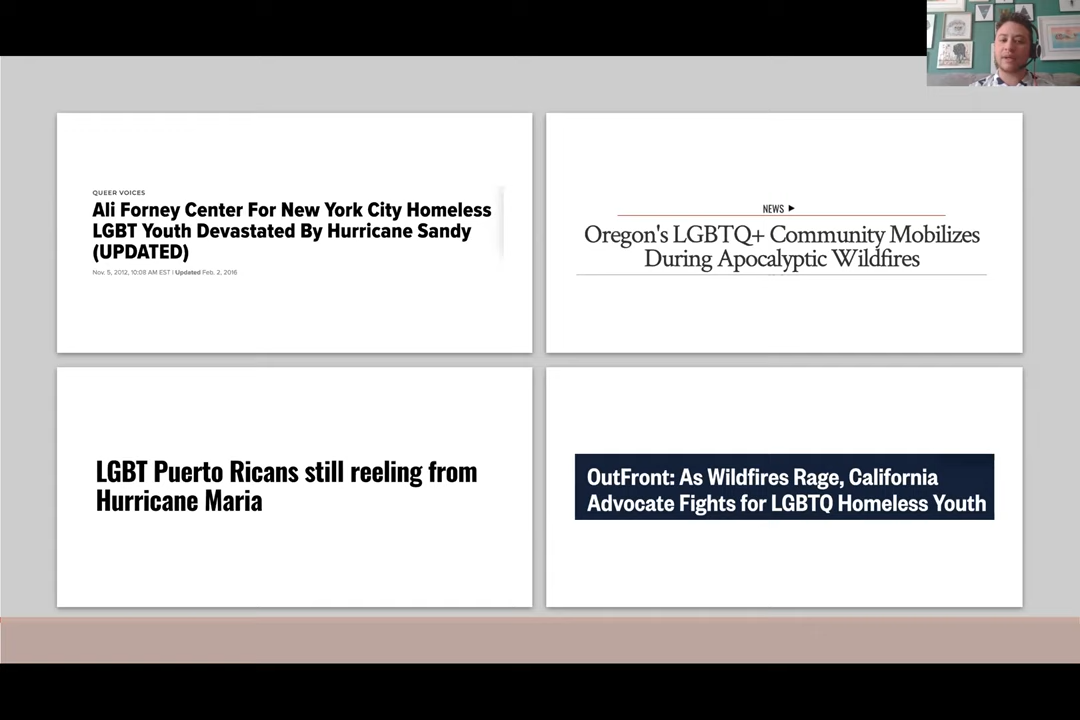 QUEER VOICES
Ali Forney Center For New York City Homeless
LGBT Youth Devastated By Hurricane Sandy
(UPDATED)
Nov. 5, 2012, 10:08 AM EST | Updated Feb. 2, 2016
NEWS ▶
Oregon's LGBTQ+ Community Mobilizes
During Apocalyptic Wildfires
LGBT Puerto Ricans still reeling from
Hurricane Maria
OutFront: As Wildfires Rage, California
Advocate Fights for LGBTQ Homeless Youth